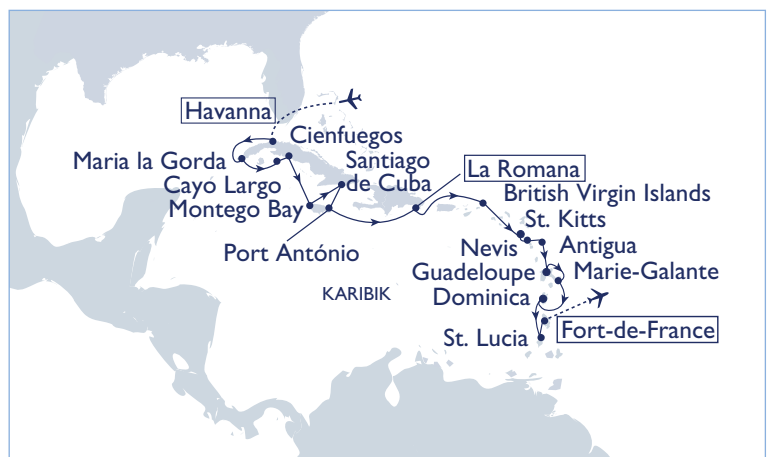 Havanna
Cienfuegos
Maria la Gorda
Santiago
de Cuba
Cayo Largo
Montego Bay
La Romana
British Virgin Islands
St. Kitts
Port António
Nevis
Antigua
Guadeloupe
Marie-Galante
KARIBIK
Dominica
St. Lucia
Fort-de-France